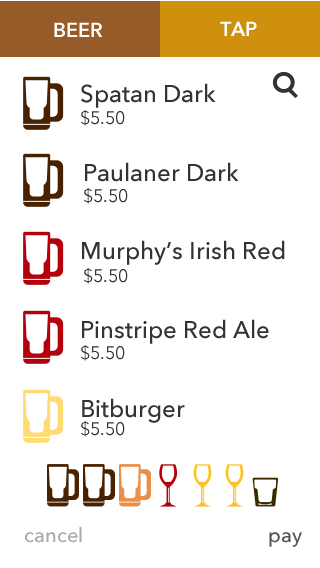 BEER TAP
Spatan Dark
$5.50
Paulaner Dark
$5.50
Murphy's Irish Red
$5.50
Pinstripe Red Ale
$5.50
Bitburger
$5.50
cancel pay